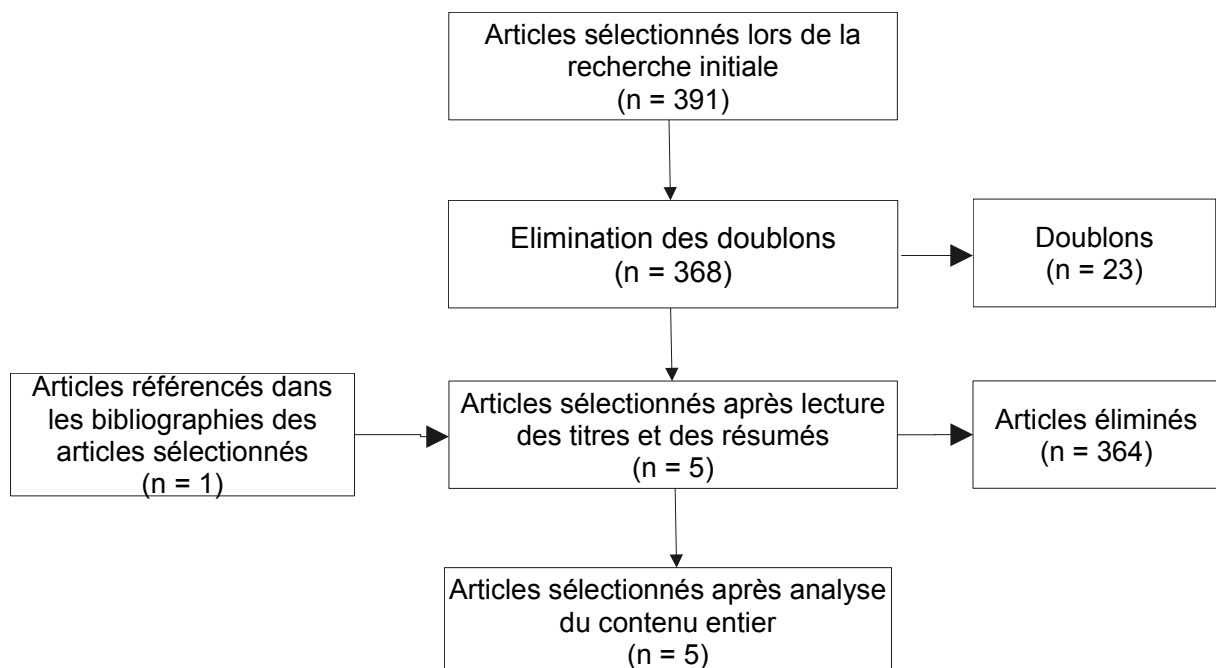 Articles sélectionnés lors de la
recherche initiale
(n = 391)
Elimination des doublons
(n = 368)
Doublons
(n = 23)
Articles référencés dans
les bibliographies des
articles sélectionnés
(n = 1)
Articles sélectionnés après lecture
des titres et des résumés
(n = 5)
Articles éliminés
(n = 364)
Articles sélectionnés après analyse
du contenu entier
(n = 5)